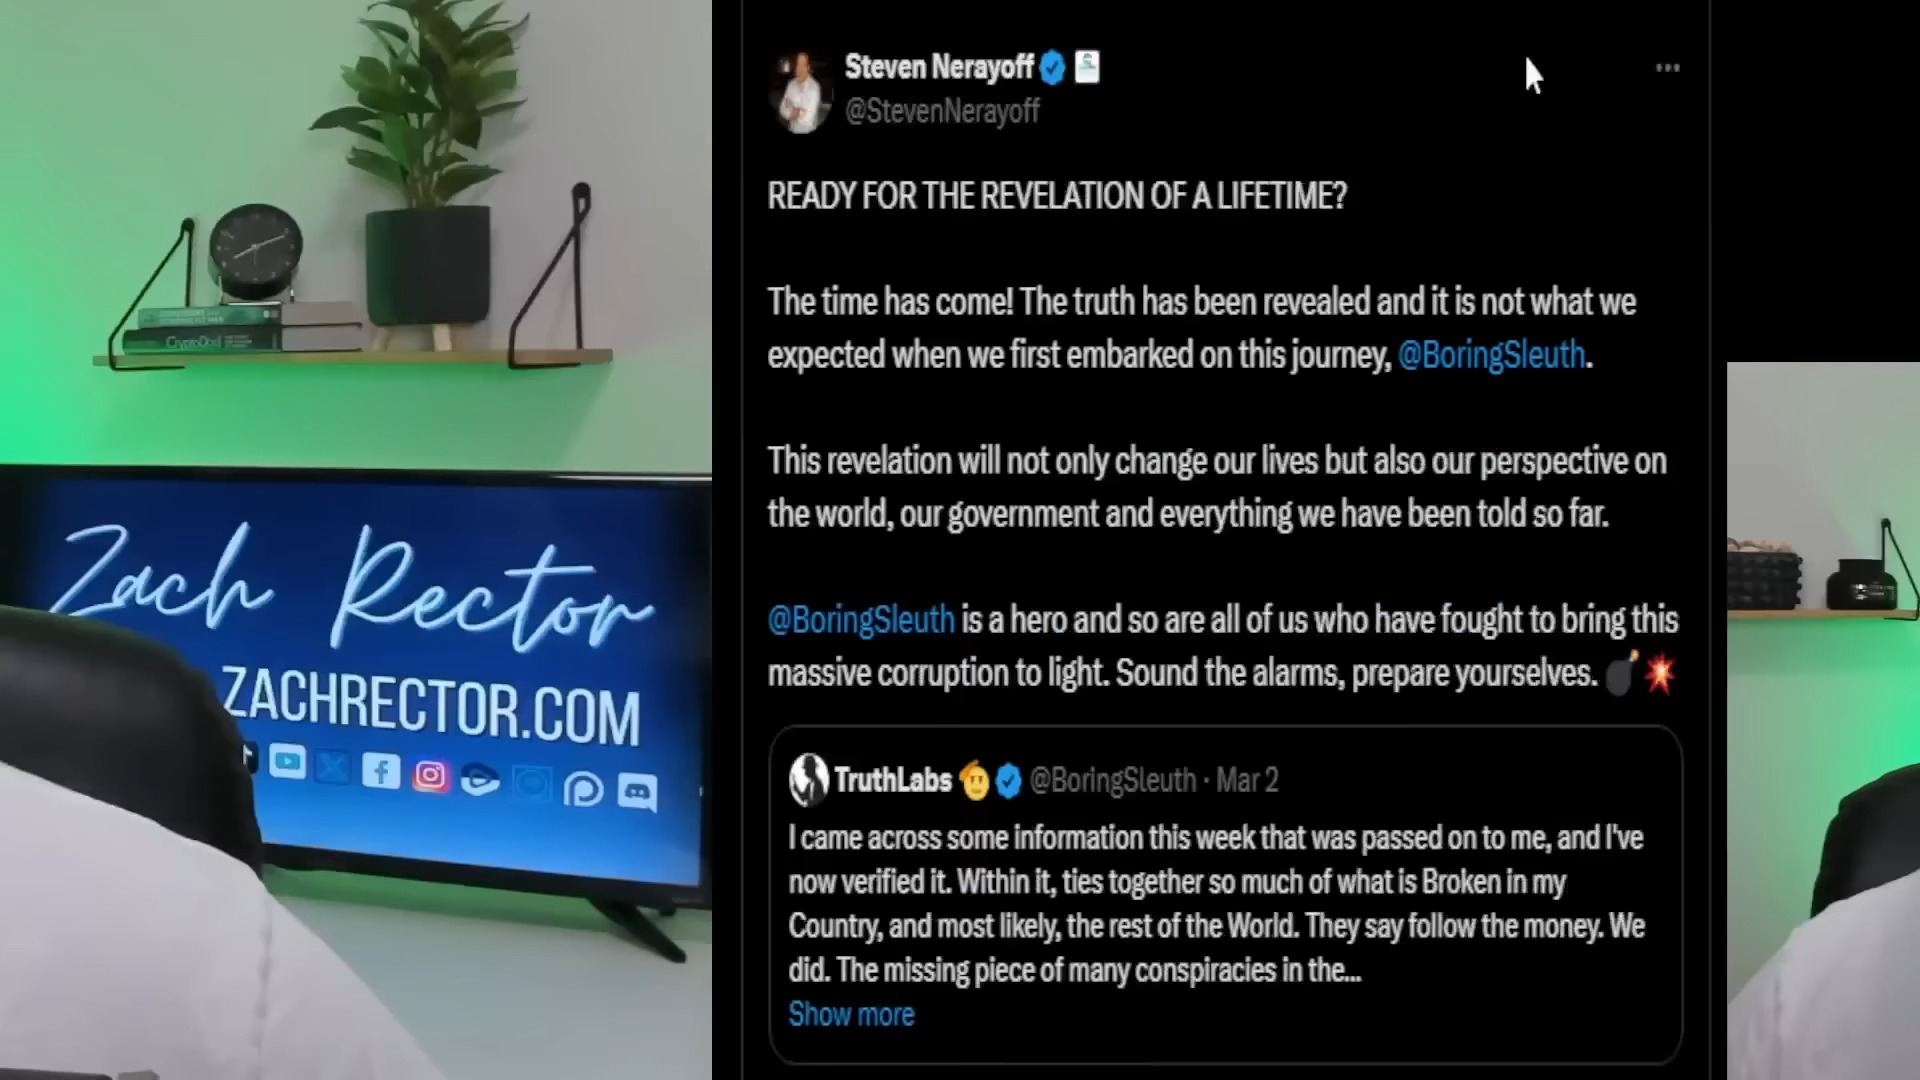 Steven Nerayoff
@StevenNerayoff
READY FOR THE REVELATION OF A LIFETIME?
The time has come! The truth has been revealed and it is not what we
expected when we first embarked on this journey, @BoringSleuth.
This revelation will not only change our lives but also our perspective on
the world, our government and everything we have been told so far.
@BoringSleuth is a hero and so are all of us who have fought to bring this
massive corruption to light. Sound the alarms, prepare yourselves. 💣💥
TruthLabs 🫡 @BoringSleuth · Mar 2
I came across some information this week that was passed on to me, and I've
now verified it. Within it, ties together so much of what is Broken in my
Country, and most likely, the rest of the World. They say follow the money. We
did. The missing piece of many conspiracies in the...
Show more
Zach Rector
ZACHRECTOR.COM